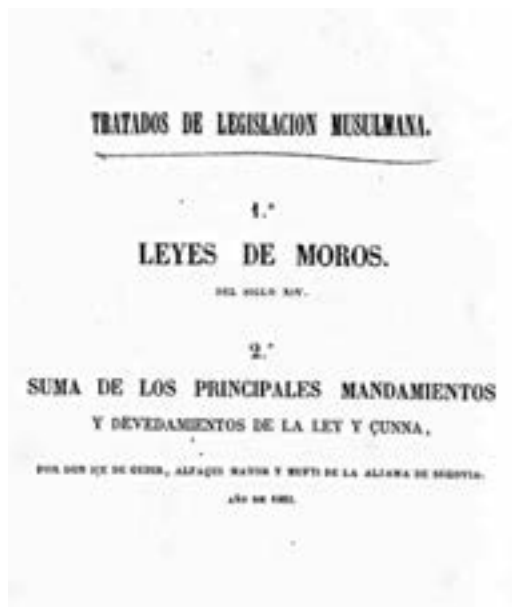 TRATADOS DE LEGISLACION MUSULMANA.
1.º
LEYES DE MOROS.
DEL SIGLO XIV.
2.º
SUMA DE LOS PRINCIPALES MANDAMIENTOS
Y DEVEDAMIENTOS DE LA LEY Y ÇUNNA,
POR DON IÇE DE GEBIR, ALFAQUI MAYOR Y MUFTI DE LA ALJAMA DE SEGOVIA.
AÑO DE